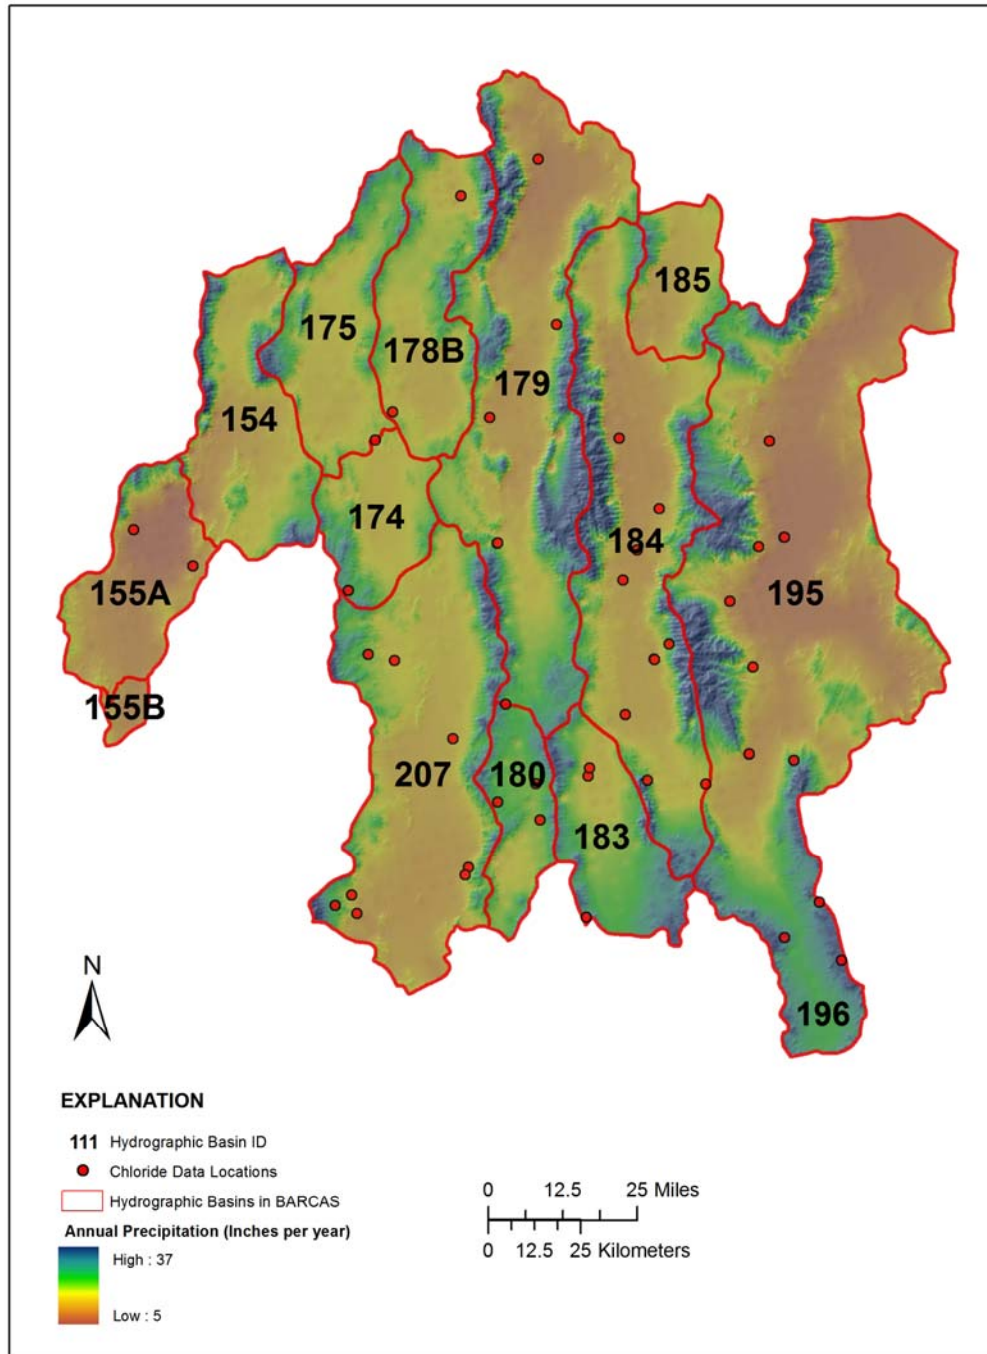 185
175
178B
179
154
174
184
155A
195
155B
207
180
183
N
196
EXPLANATION
111 Hydrographic Basin ID
Chloride Data Locations
Hydrographic Basins in BARCAS
Annual Precipitation (Inches per year)
High : 37
Low : 5
0 12.5 25 Miles
0 12.5 25 Kilometers